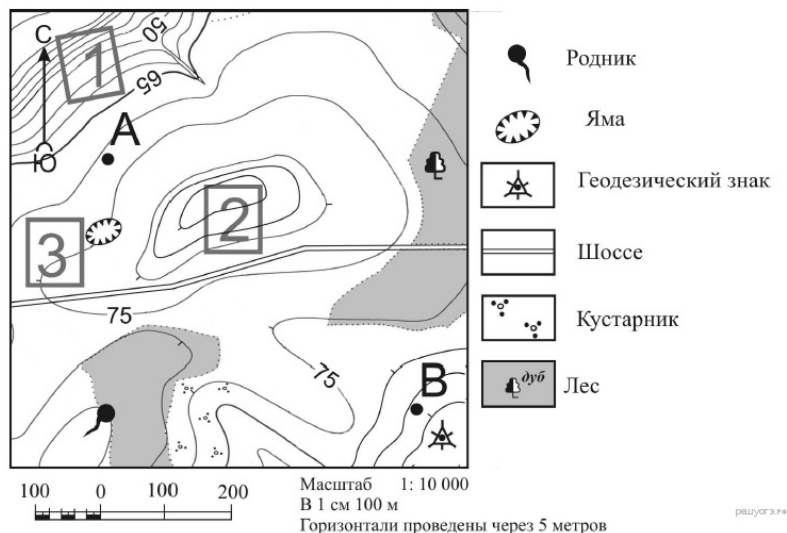 С
Ю
50
65
1
А
2
3
75
75
В
Родник
Яма
Геодезический знак
Шоссе
Кустарник
дуб
Лес
100 0 100 200
Масштаб 1: 10 000
В 1 см 100 м
Горизонтали проведены через 5 метров
решуогэ.рф